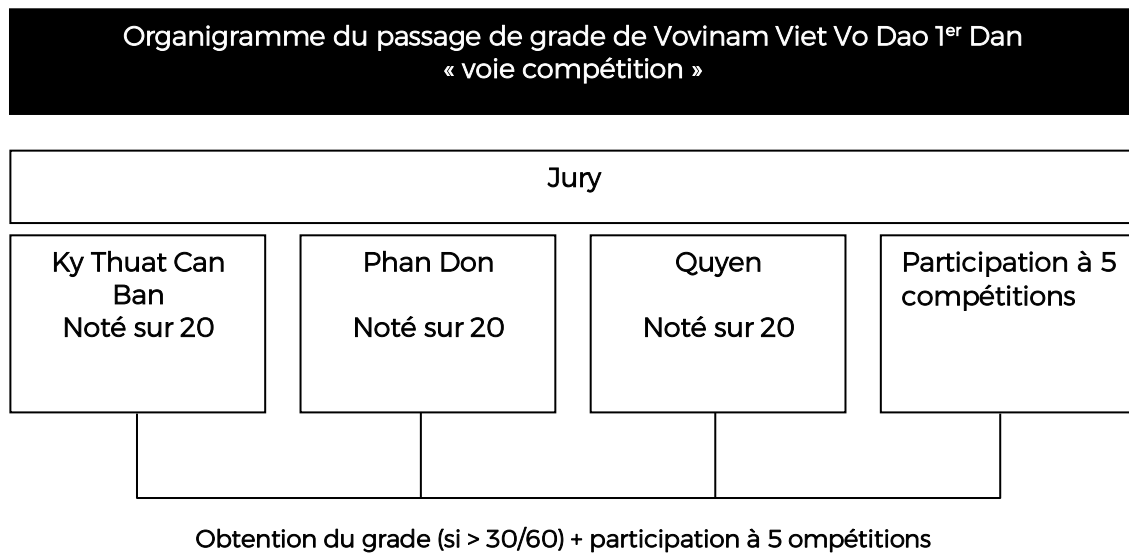 Organigramme du passage de grade de Vovinam Viet Vo Dao 1er Dan
« voie compétition »
Jury
Ky Thuat Can
Ban
Noté sur 20
Phan Don
Noté sur 20
Quyen
Noté sur 20
Participation à 5
compétitions
Obtention du grade (si > 30/60) + participation à 5 ompétitions